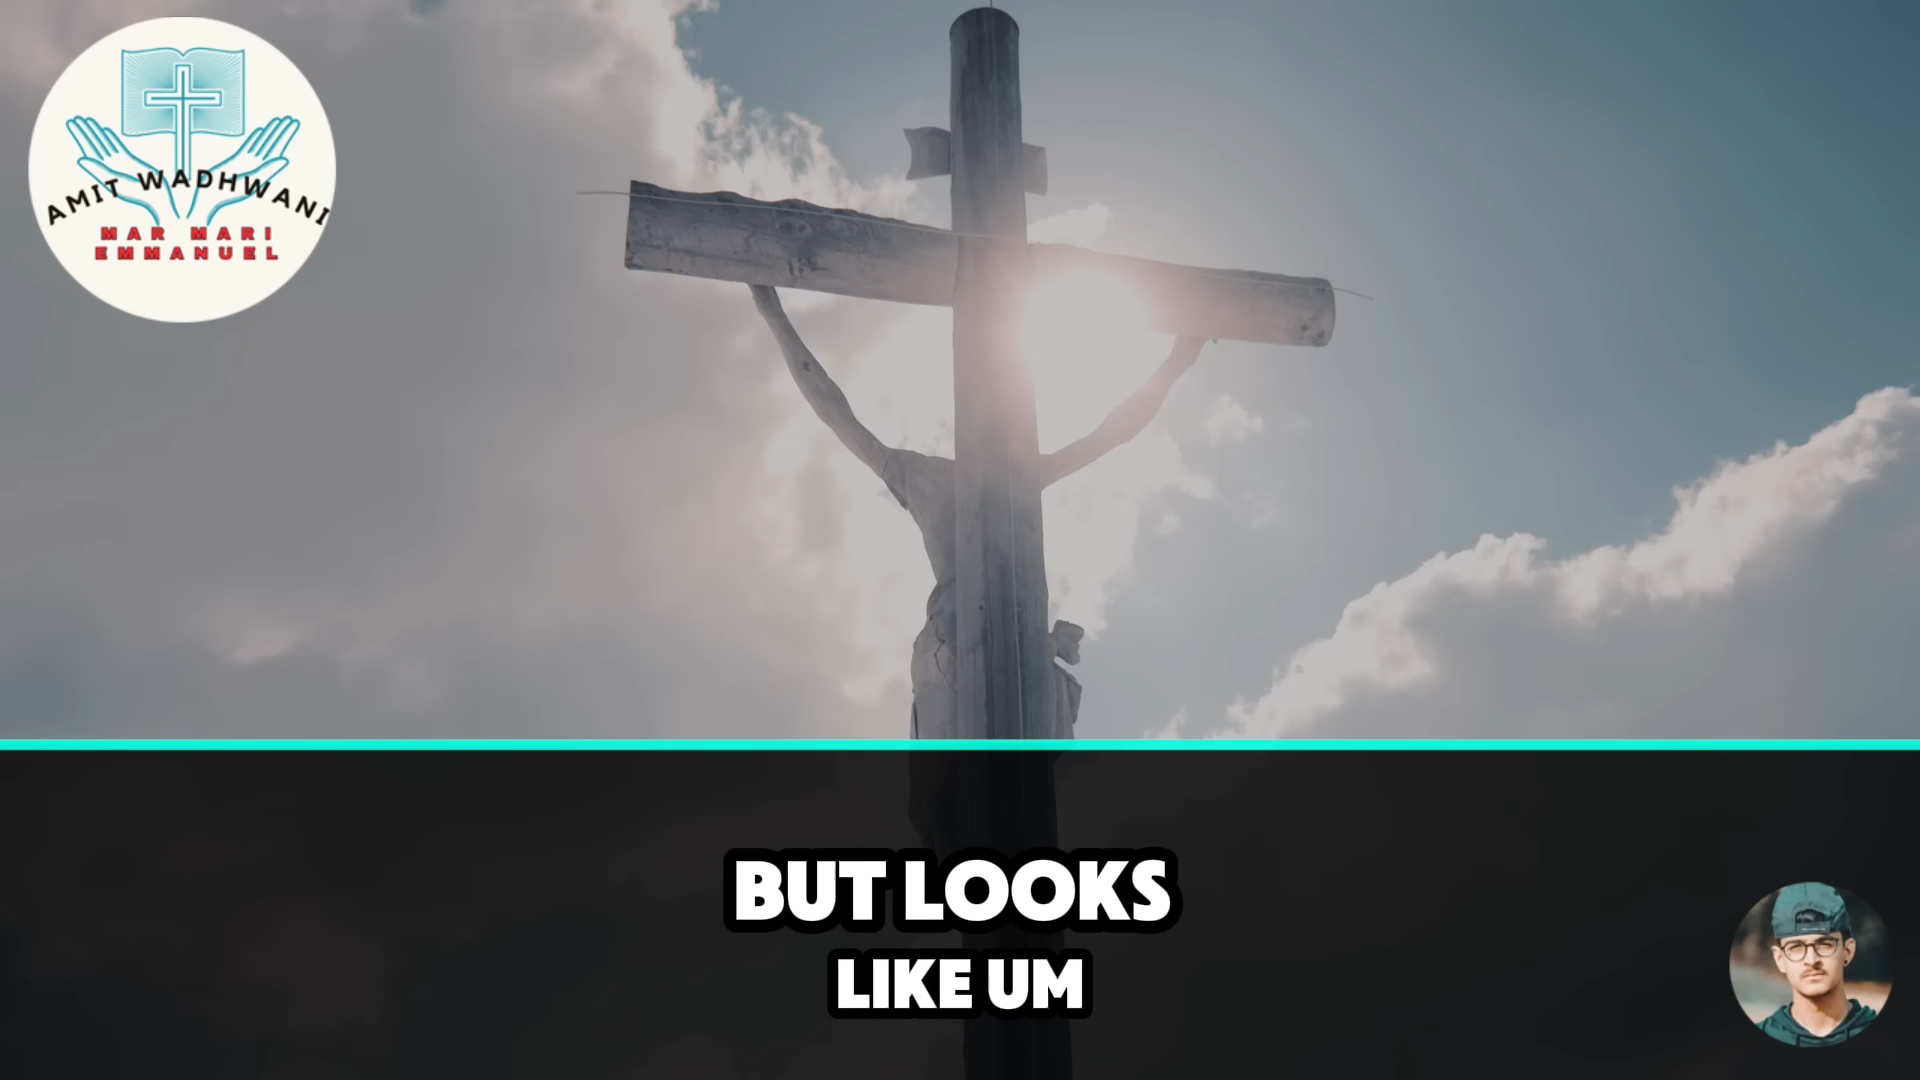 AMIT WADHWANI
MAR MARI
EMMANUEL
BUT LOOKS
LIKE UM